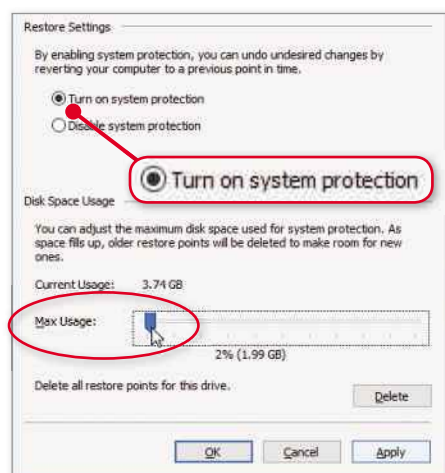 Restore Settings
By enabling system protection, you can undo undesired changes by
reverting your computer to a previous point in time.
Turn on system protection
Disable system protection
Turn on system protection
Disk Space Usage
You can adjust the maximum disk space used for system protection. As
space fills up, older restore points will be deleted to make room for new
ones.
Current Usage: 3.74 GB
Max Usage:
2% (1.99 GB)
Delete all restore points for this drive.
Delete
OK Cancel Apply